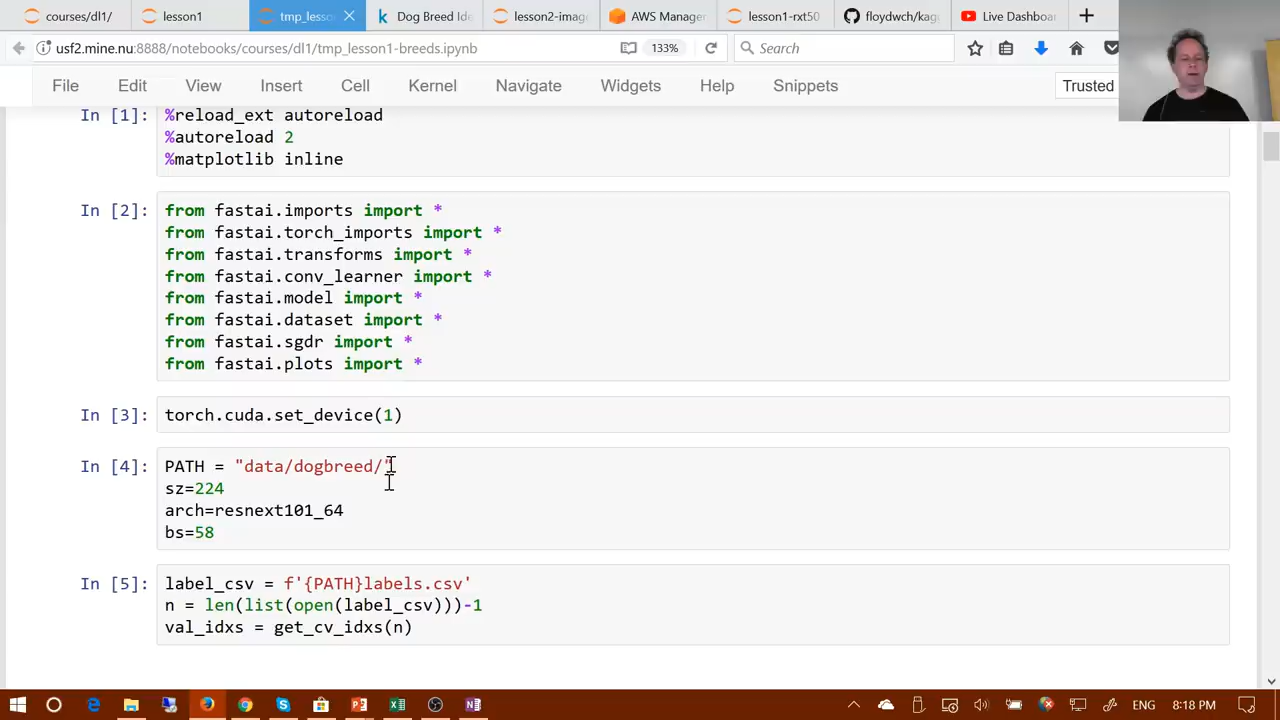 courses/dl1/
lesson1
tmp_lesso
Dog Breed Ide
lesson2-image
AWS Manage
lesson1-rxt50
floydwch/kag
Live Dashboa
usf2.mine.nu:8888/notebooks/courses/dl1/tmp_lesson1-breeds.ipynb
133%
Search
File Edit View Insert Cell Kernel Navigate Widgets Help Snippets Trusted
In [1]: %reload_ext autoreload
%autoreload 2
%matplotlib inline
In [2]: from fastai.imports import *
from fastai.torch_imports import *
from fastai.transforms import *
from fastai.conv_learner import *
from fastai.model import *
from fastai.dataset import *
from fastai.sgdr import *
from fastai.plots import *
In [3]: torch.cuda.set_device(1)
In [4]: PATH = "data/dogbreed/"
sz=224
arch=resnext101_64
bs=58
In [5]: label_csv = f'{PATH}labels.csv'
n = len(list(open(label_csv)))-1
val_idxs = get_cv_idxs(n)
ENG 8:18 PM